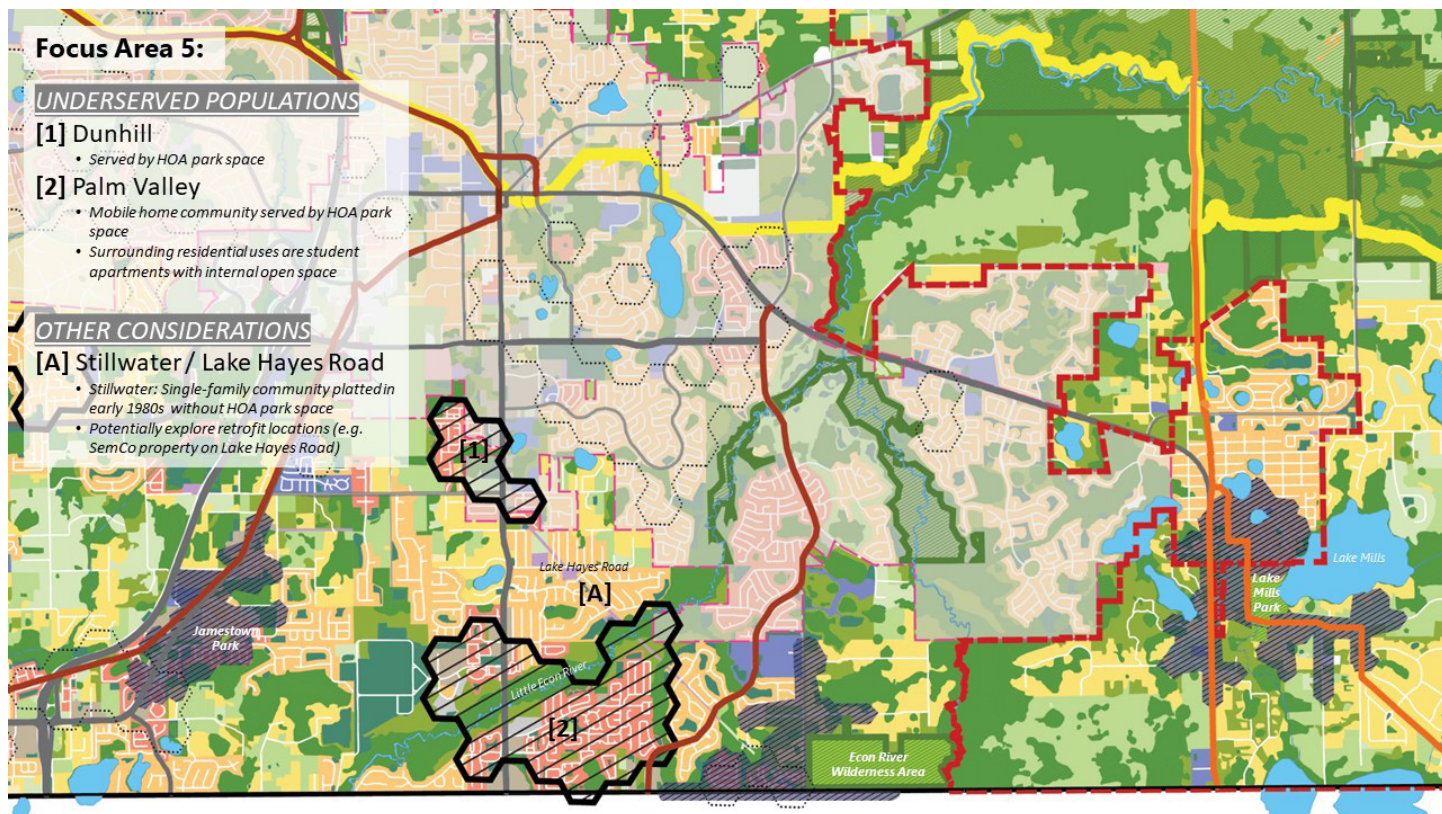 Focus Area 5:
UNDERSERVED POPULATIONS
[1] Dunhill
• Served by HOA park space
[2] Palm Valley
• Mobile home community served by HOA park
space
• Surrounding residential uses are student
apartments with internal open space
OTHER CONSIDERATIONS
[A] Stillwater / Lake Hayes Road
• Stillwater: Single-family community platted in
early 1980s without HOA park space
• Potentially explore retrofit locations (e.g.
SemCo property on Lake Hayes Road)
[1]
Lake Hayes Road
[A]
Jamestown
Park
Little Econ River
[2]
Lake Mills
Lake
Mills
Park
Econ River
Wilderness Area